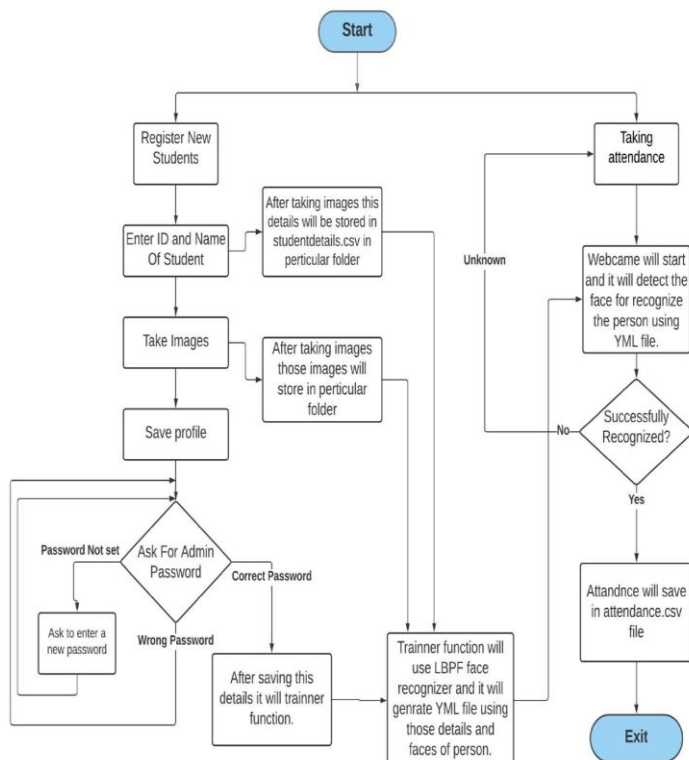 Start
Register New
Students
Taking
attendance
After taking images this
details will be stored in
studentdetails.csv in
perticular folder
Enter ID and Name
Of Student
Unknown
Webcame will start
and it will detect the
face for recognize
the person using
YML file.
Take Images
After taking images
those images will
store in perticular
folder
Save profile
Successfully
Recognized?
No
Yes
Password Not set
Ask For Admin
Password
Correct Password
Wrong Password
Ask to enter a
new password
After saving this
details it will trainner
function.
Trainner function will
use LBPF face
recognizer and it will
genrate YML file using
those details and
faces of person.
Attandnce will save
in attendance.csv
file
Exit